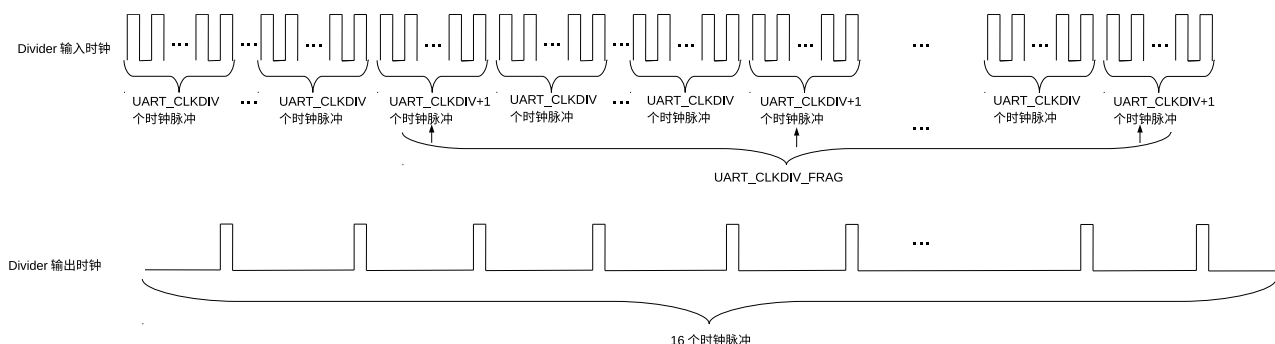 Divider 输入时钟
UART_CLKDIV ... UART_CLKDIV UART_CLKDIV+1 UART_CLKDIV ... UART_CLKDIV UART_CLKDIV+1 UART_CLKDIV UART_CLKDIV+1
个时钟脉冲 个时钟脉冲 个时钟脉冲 个时钟脉冲 个时钟脉冲 个时钟脉冲 ... 个时钟脉冲 个时钟脉冲
UART_CLKDIV_FRAG
Divider 输出时钟
16 个时钟脉冲